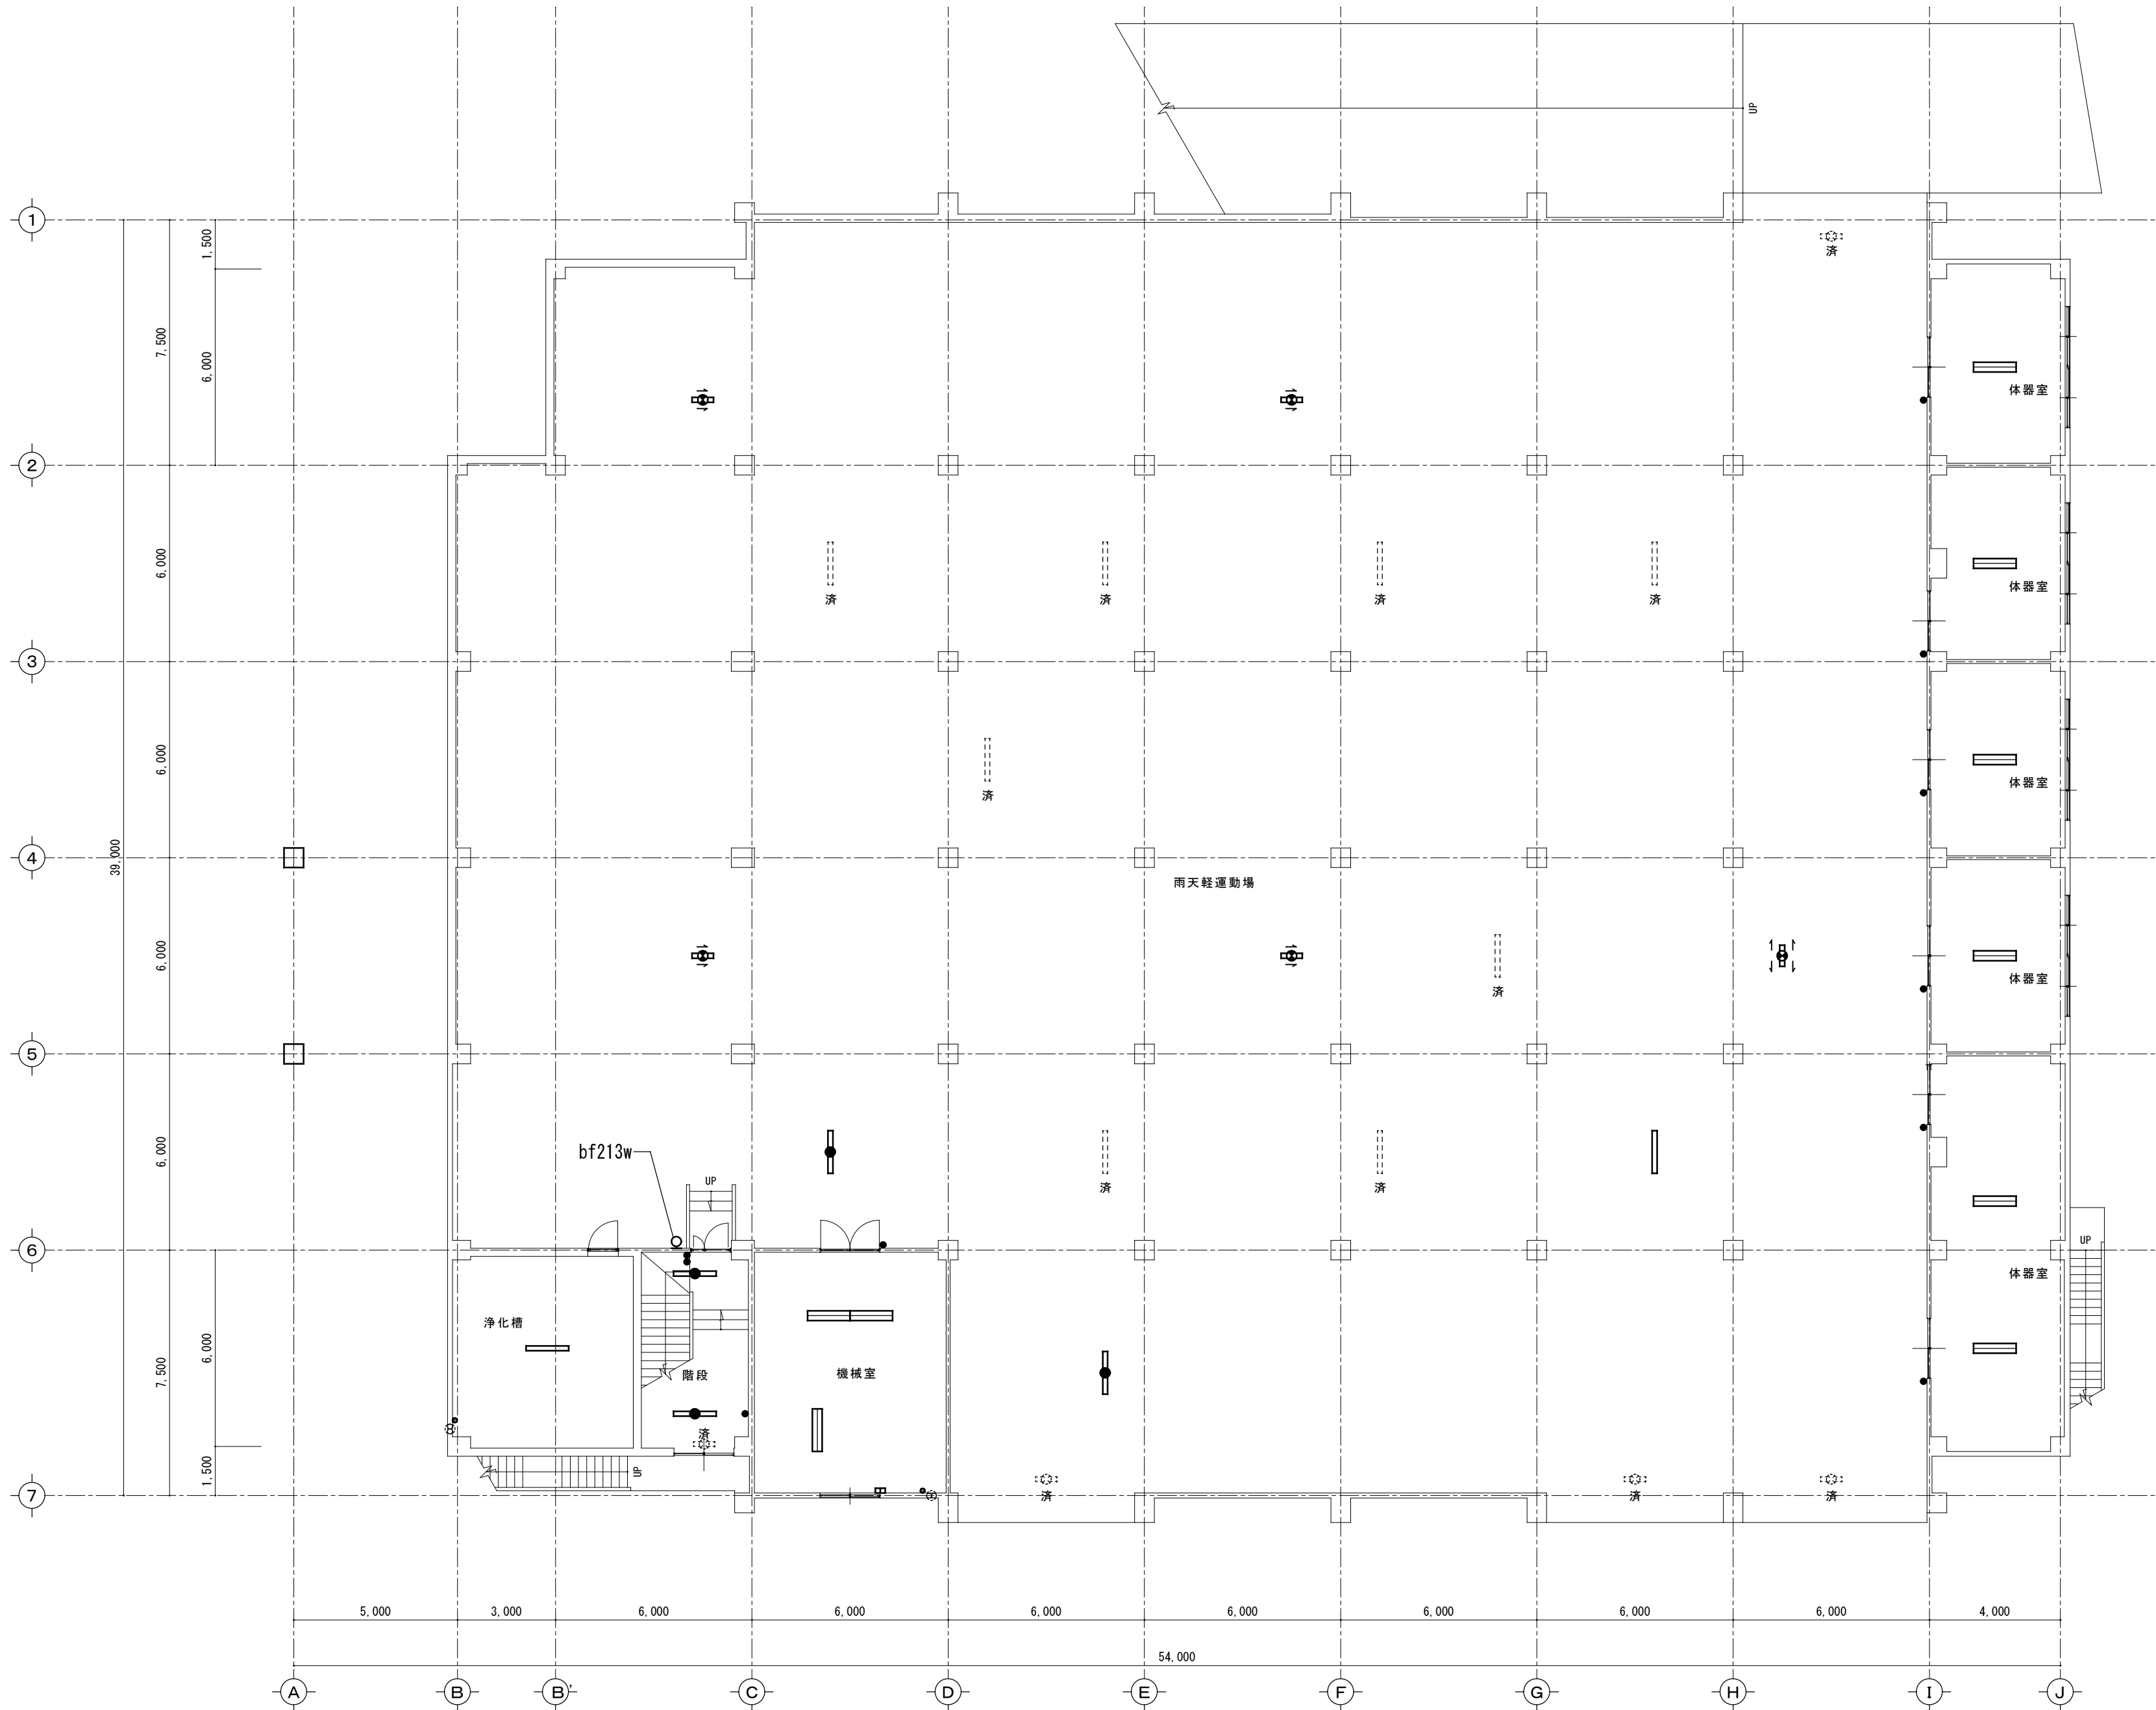 UP
1
済
1,500
7,500
6,000
体器室
2
6,000
済
済
済
済
体器室
3
6,000
済
体器室
39,000
4
雨天軽運動場
6,000
済
体器室
5
6,000
bf213w
UP
済
済
6
UP
体器室
浄化槽
6,000
7,500
階段
機械室
済
1,500
UP
7
済
済
済
5,000
3,000
6,000
6,000
6,000
6,000
6,000
6,000
6,000
4,000
54,000
A
B
B'
C
D
E
F
G
H
I
J